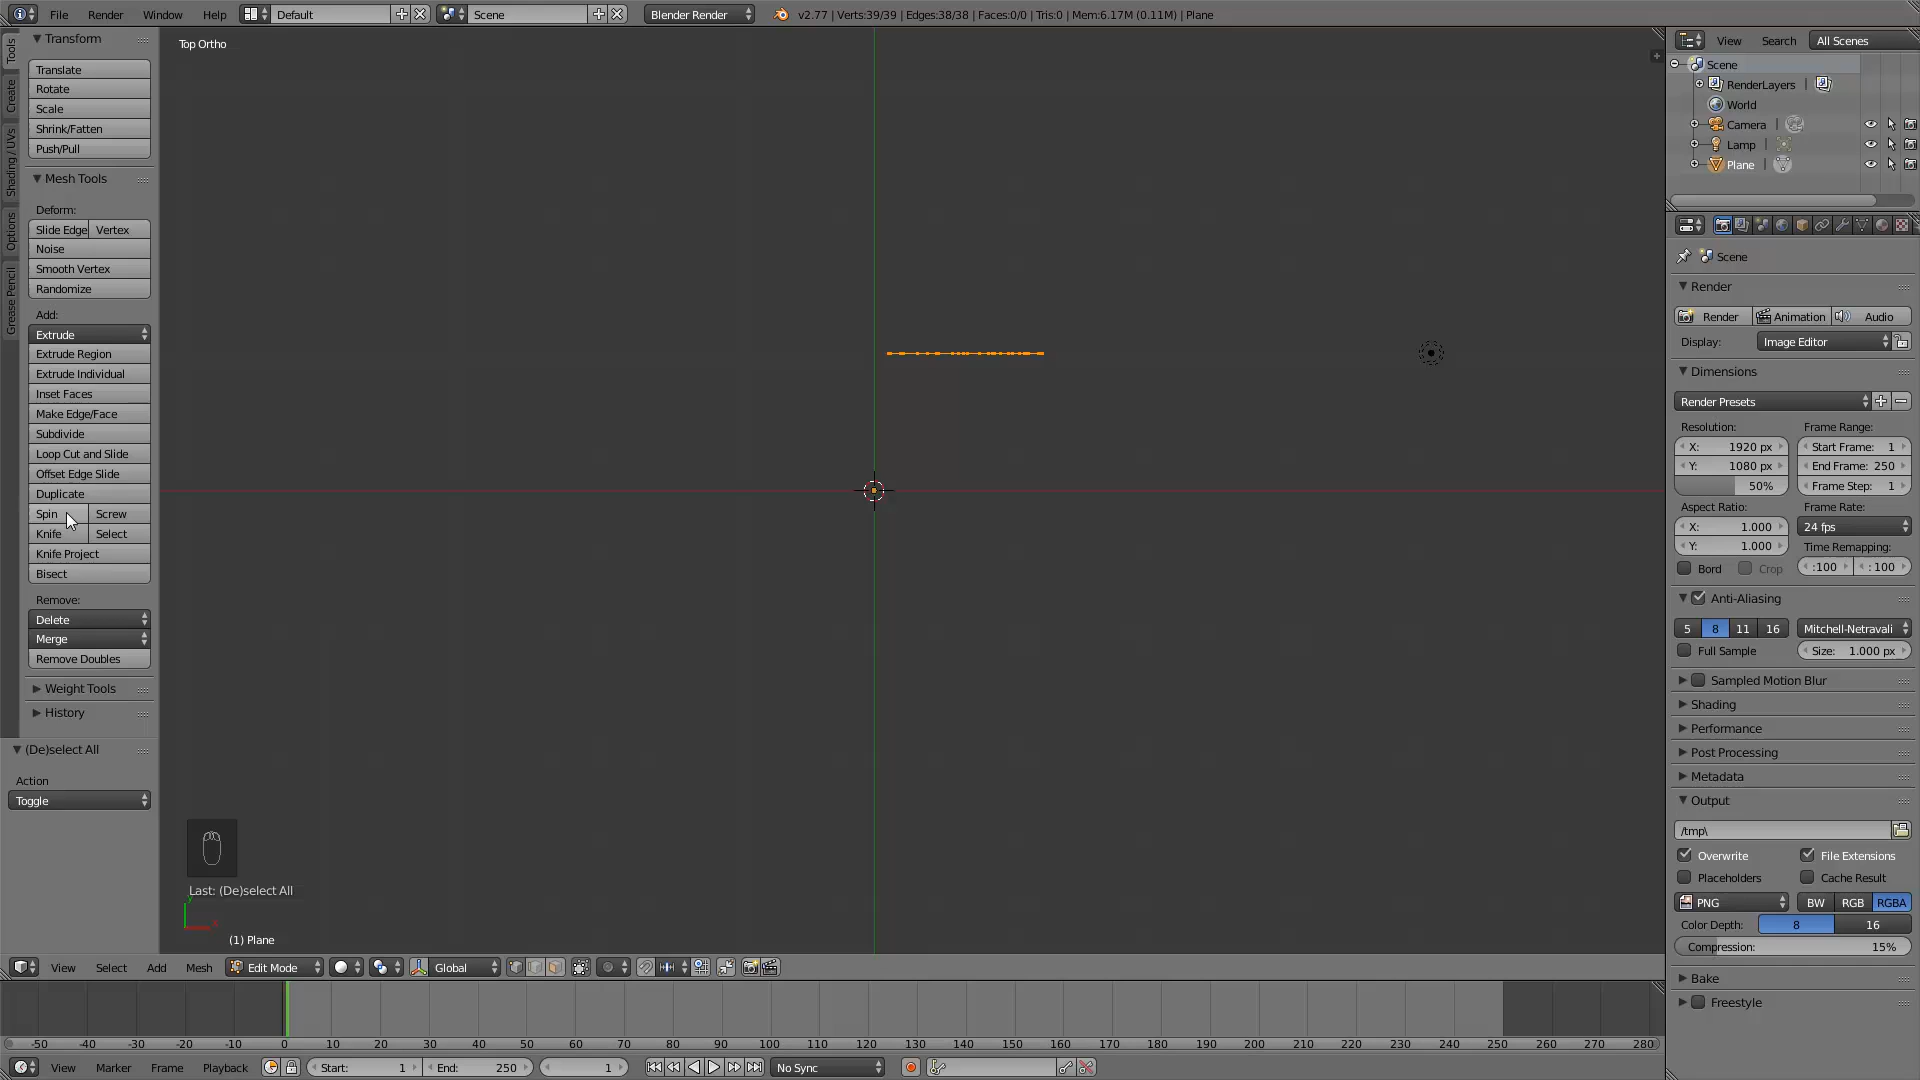 File Render Window Help Default Scene Blender Render v2.77 | Verts:39/39 | Edges:38/38 | Faces:0/0 | Tris:0 | Mem:6.17M (0.11M) | Plane
Tools
Create
Shading / UVs
Options
Grease Pencil
Transform
Translate
Rotate
Scale
Shrink/Fatten
Push/Pull
Mesh Tools
Deform:
Slide Edge Vertex
Noise
Smooth Vertex
Randomize
Add:
Extrude
Extrude Region
Extrude Individual
Inset Faces
Make Edge/Face
Subdivide
Loop Cut and Slide
Offset Edge Slide
Duplicate
Spin Screw
Knife Select
Knife Project
Bisect
Remove:
Delete
Merge
Remove Doubles
Weight Tools
History
(De)select All
Action
Toggle
Top Ortho
Last: (De)select All
y
x
(1) Plane
View Select Add Mesh Edit Mode Global
-50 -40 -30 -20 -10 0 10 20 30 40 50 60 70 80 90 100 110 120 130 140 150 160 170 180 190 200 210 220 230 240 250 260 270 280
View Marker Frame Playback Start: 1 End: 250 1 No Sync
View Search All Scenes
Scene
RenderLayers |
World
Camera |
Lamp |
Plane |
Scene
Render
Render Animation Audio
Display: Image Editor
Dimensions
Render Presets
Resolution: Frame Range:
X: 1920 px Start Frame: 1
Y: 1080 px End Frame: 250
50% Frame Step: 1
Aspect Ratio: Frame Rate:
X: 1.000 24 fps
Y: 1.000 Time Remapping:
Bord Crop :100 : 100
Anti-Aliasing
5 8 11 16 Mitchell-Netravali
Full Sample Size: 1.000 px
Sampled Motion Blur
Shading
Performance
Post Processing
Metadata
Output
/tmp\
Overwrite File Extensions
Placeholders Cache Result
PNG BW RGB RGBA
Color Depth: 8 16
Compression: 15%
Bake
Freestyle